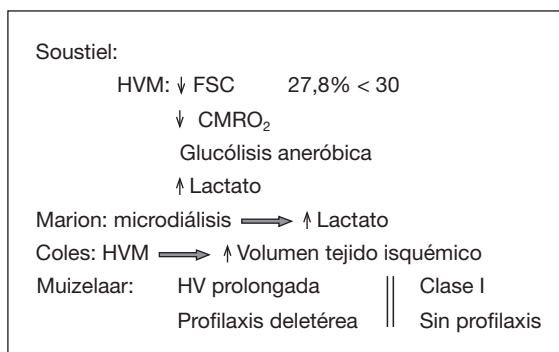 Soustiel:
HVM: ↓ FSC 27,8% < 30
↓ CMRO₂
Glucólisis aneróbica
↑ Lactato
Marion: microdiálisis ⟹ ↑ Lactato
Coles: HVM ⟹ ↑ Volumen tejido isquémico
Muizelaar: HV prolongada || Clase I
Profilaxis deletérea || Sin profilaxis